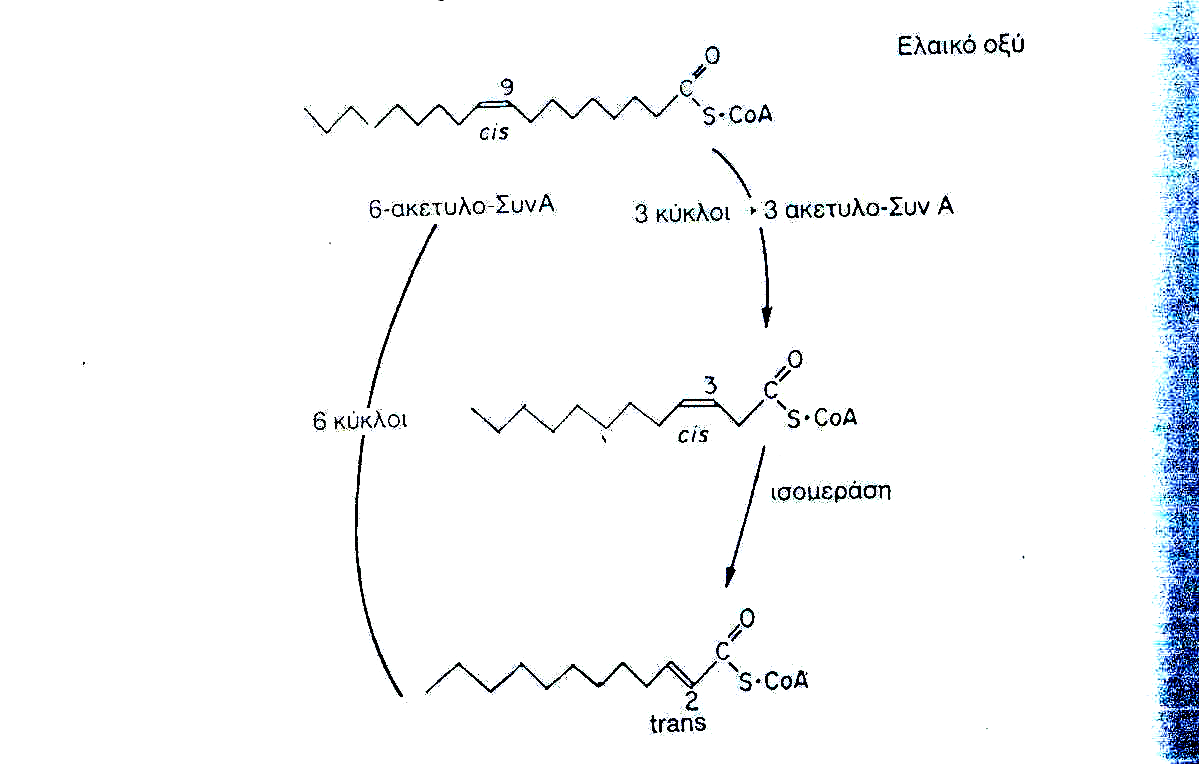 Ελαικό οξύ
O
9
C
S·CoA
cis
6-ακετυλο-ΣυνΑ
3 κύκλοι
3 ακετυλο-Συν Α
O
3
C
6 κύκλοι
S·CoA
cis
ισομεράση
O
C
S·CoA
2
trans